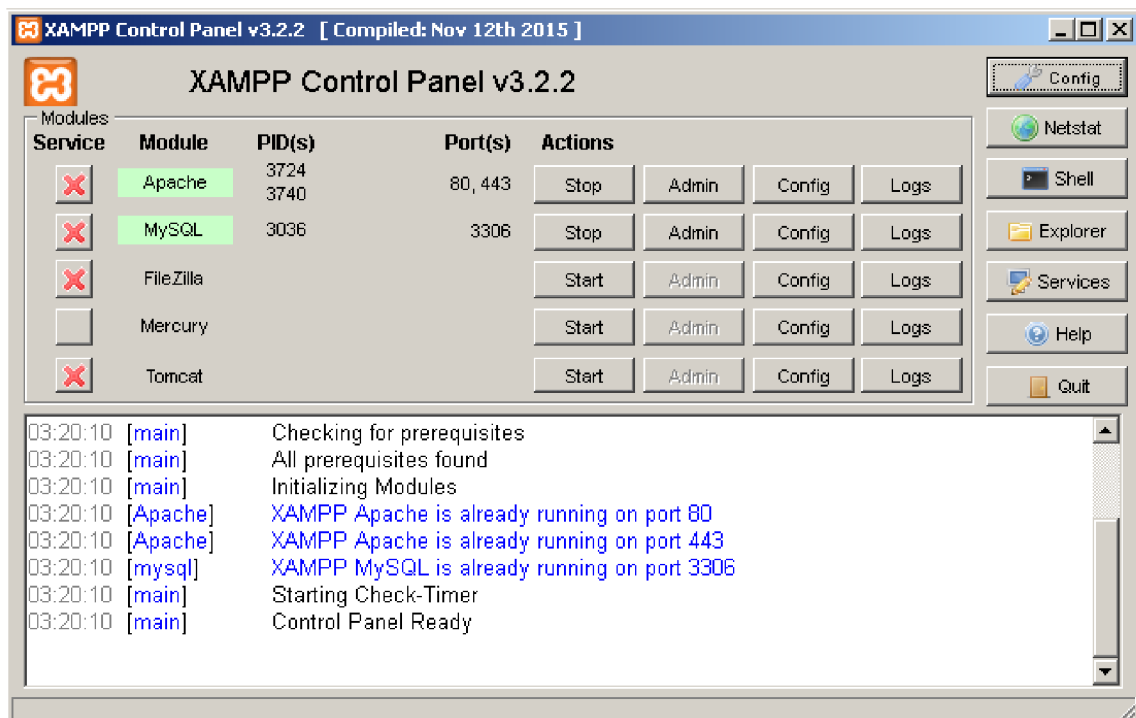 XAMPP Control Panel v3.2.2 [ Compiled: Nov 12th 2015 ]
XAMPP Control Panel v3.2.2
Config
Modules
Service Module PID(s) Port(s) Actions
Netstat
Apache 3724 3740 80, 443 Stop Admin Config Logs
Shell
MySQL 3036 3306 Stop Admin Config Logs
Explorer
FileZilla Start Admin Config Logs
Services
Mercury Start Admin Config Logs
Help
Tomcat Start Admin Config Logs
Quit
03:20:10 [main] Checking for prerequisites
03:20:10 [main] All prerequisites found
03:20:10 [main] Initializing Modules
03:20:10 [Apache] XAMPP Apache is already running on port 80
03:20:10 [Apache] XAMPP Apache is already running on port 443
03:20:10 [mysql] XAMPP MySQL is already running on port 3306
03:20:10 [main] Starting Check-Timer
03:20:10 [main] Control Panel Ready